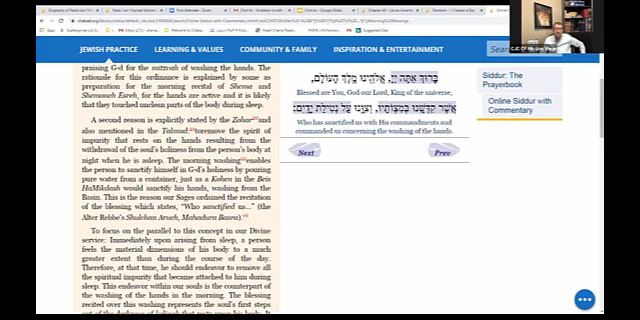 JEWISH PRACTICE
LEARNING & VALUES
COMMUNITY & FAMILY
INSPIRATION & ENTERTAINMENT
Sear
praising G-d for the mitzvah of washing the hands. The
rationale for this ordinance is explained by some as
preparation for the morning recital of Shema and
Shemoneh Esreh, for the hands are active and it is
likely that they touched unclean parts of the body during sleep.
A second reason is explicitly stated by the Zohar and
also mentioned in the Talmud: to remove the spirit of
impurity that rests on the hands resulting from the
withdrawal of the soul's holiness from the person's body at
night when he is asleep. The morning washing enables
the person to sanctify himself in G-d's holiness by pouring
pure water from a container, just as a Kohen in the Beis
HaMikdash would sanctify his hands, washing from the
Basin. This is the reason our Sages ordained the recitation
of the blessing which states, "Who sanctified us..." (the
Alter Rebbe's Shulchan Aruch, Mahadura Basra).
To focus on the parallel to this concept in our Divine
service: Immediately upon arising from sleep, a person
feels the material dimensions of his body to a much
greater extent than during the course of the day.
Therefore, at that time, he should endeavor to remove all
the spiritual impurity that became attached to him during
sleep. This endeavor within our souls is the counterpart of
the washing of the hands in the morning. The blessing
recited over this washing represents the soul's first steps
בָּרוּךְ אַתָּה יְיָ, אֱלֹהֵינוּ מֶלֶךְ הָעוֹלָם,
Blessed are You, God our Lord, King of the universe,
אֲשֶׁר קִדְּשָׁנוּ בְּמִצְוֹתָיו, וְצִוָּנוּ עַל נְטִילַת יָדָיִם:
Who has sanctified us with His commandments and
commanded us concerning the washing of the hands.
Next
Prev
Siddur: The
Prayerbook
Online Siddur with
Commentary